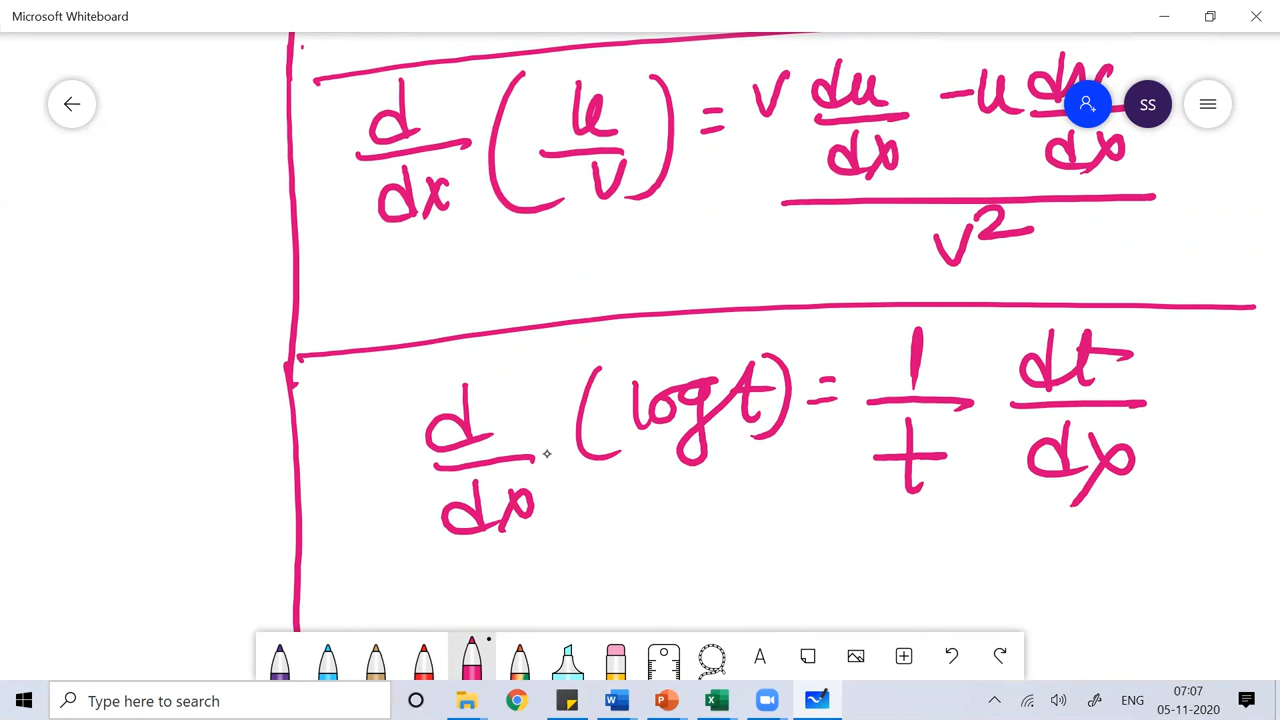 Microsoft Whiteboard
d/dx (u/v) = (v du/dx - u dv/dx)/v²
SS
d/dx (log t) = 1/t dt/dx
Type here to search
ENG
07:07
05-11-2020